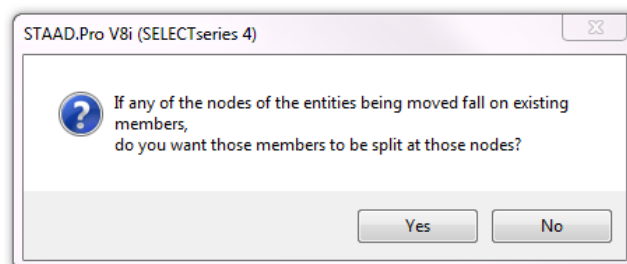 STAAD.Pro V8i (SELECTseries 4)
If any of the nodes of the entities being moved fall on existing
members,
do you want those members to be split at those nodes?
Yes No